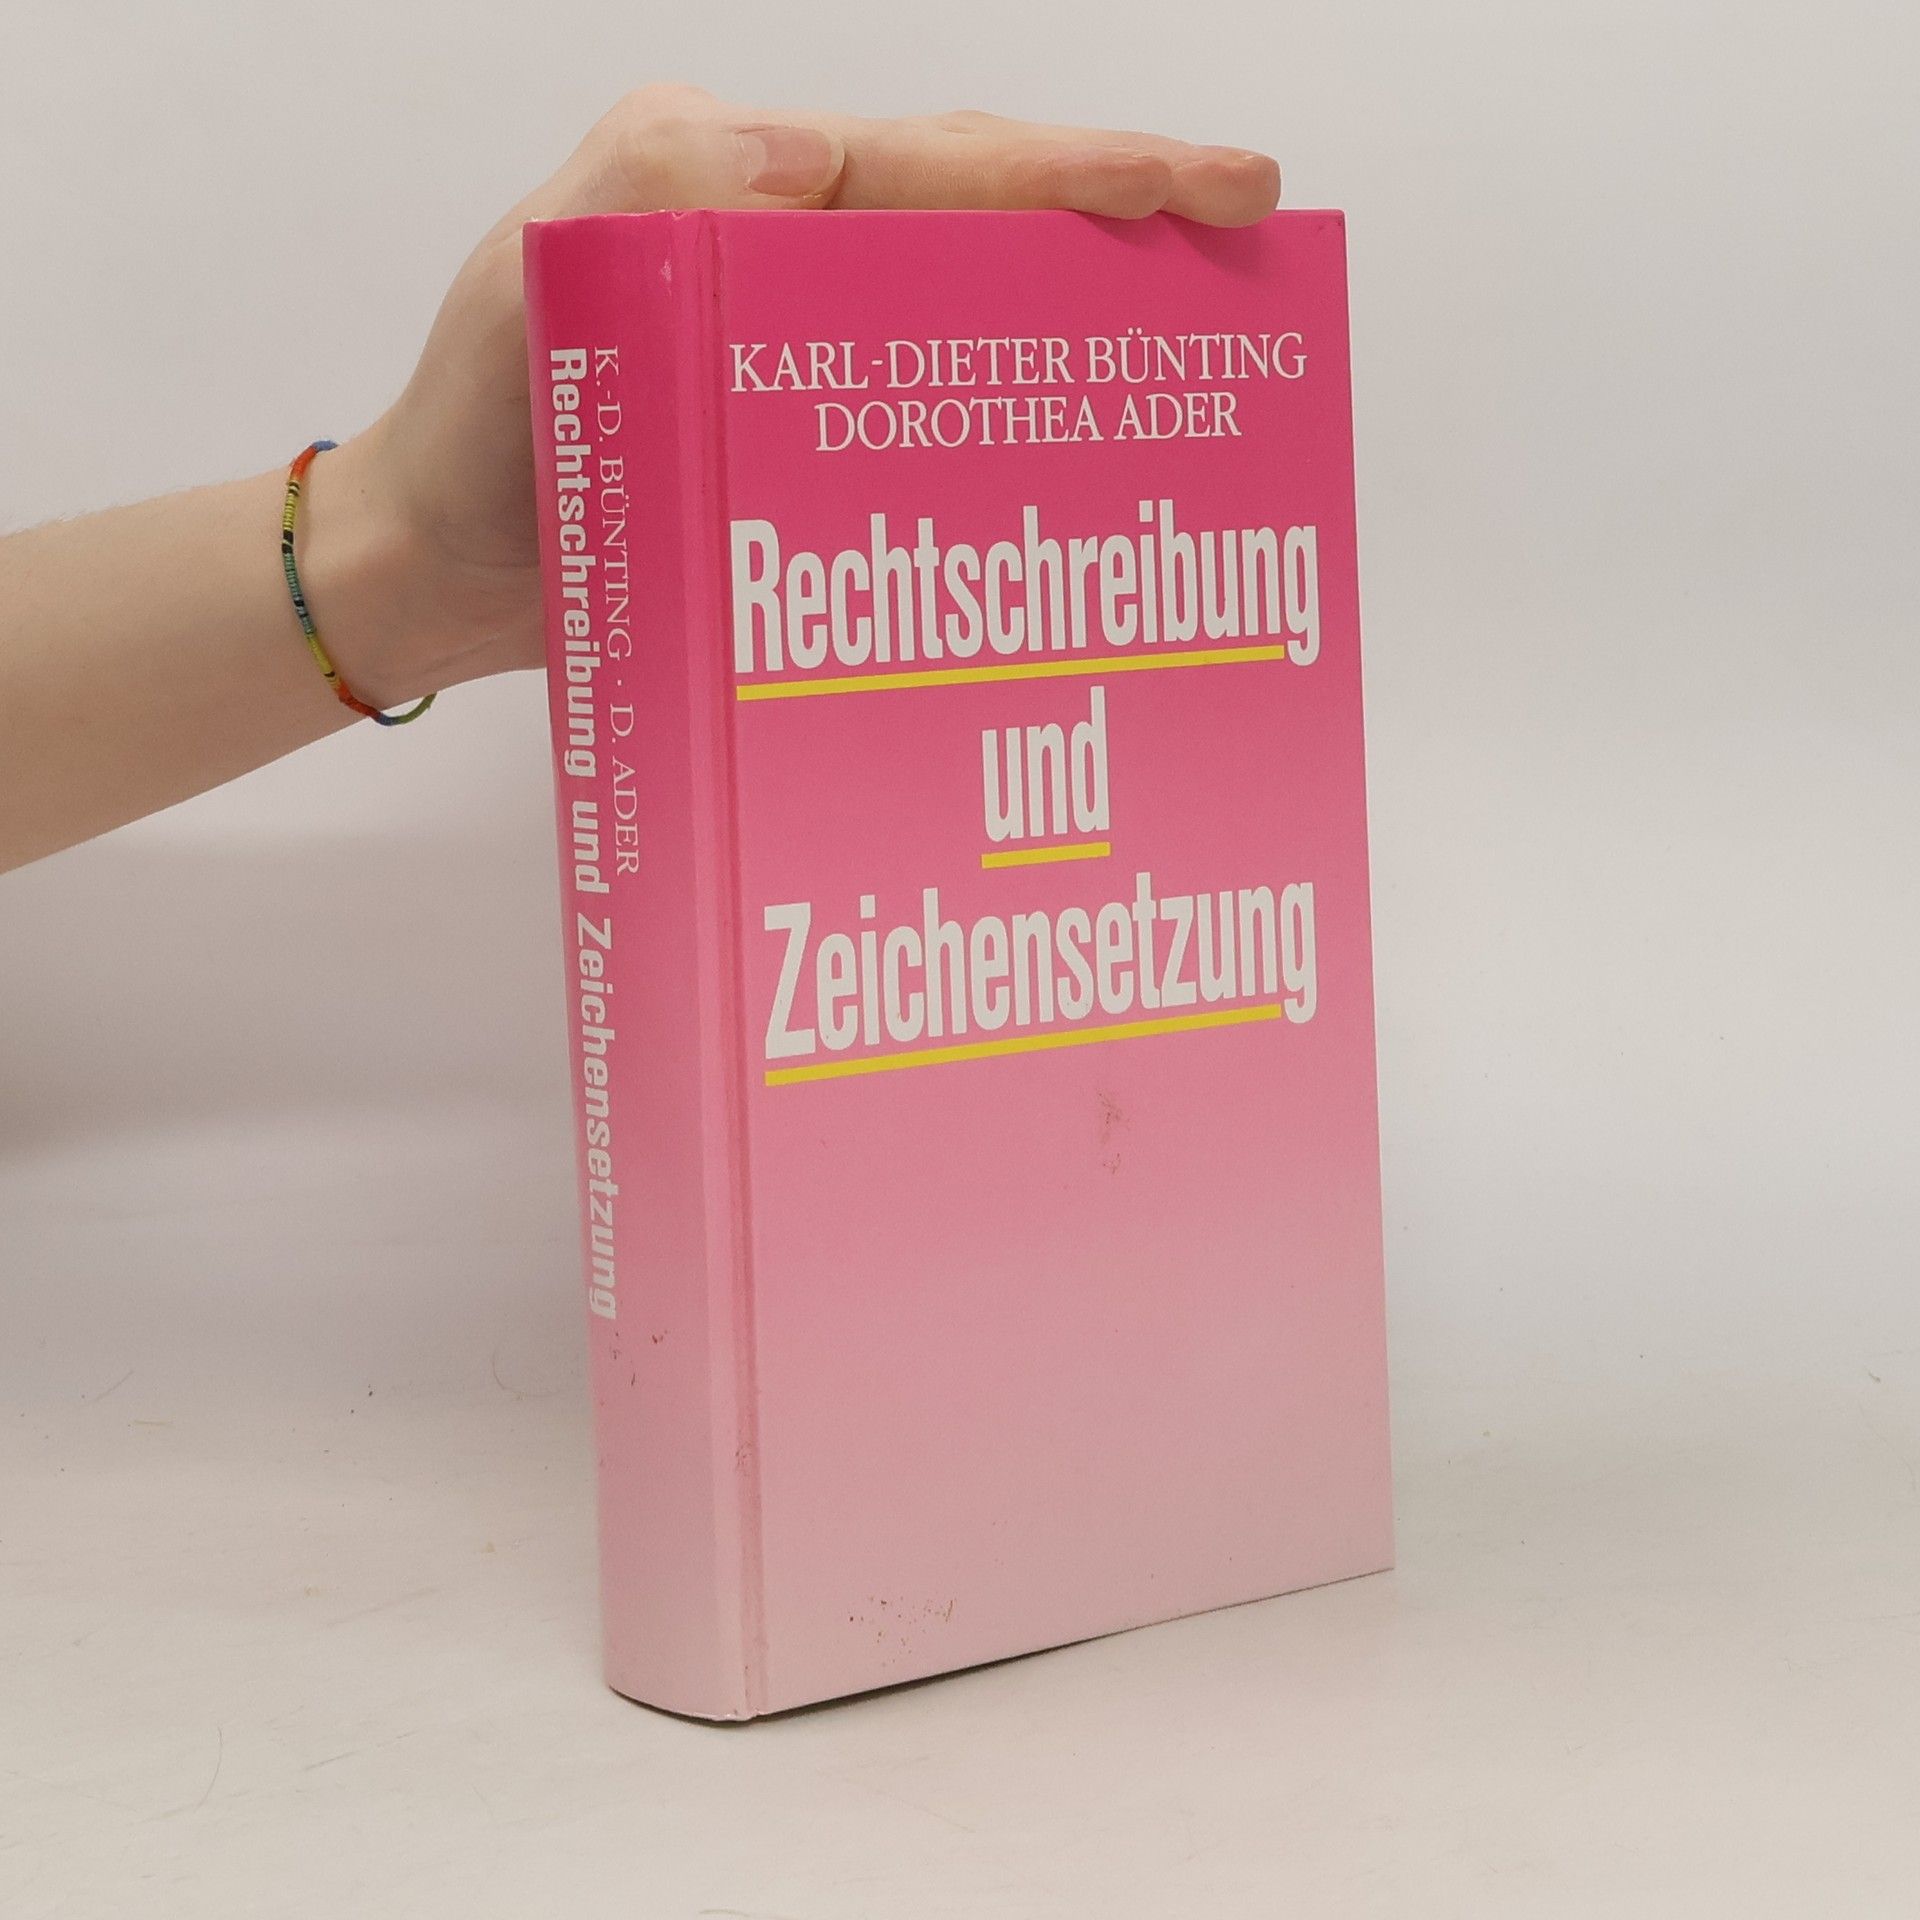 KARL-DIETER BÜNTING
DOROTHEA ADER
Rechtschreibung
und
Zeichensetzung
K.-D. BÜNTING · D. ADER
Rechtschreibung und Zeichensetzung